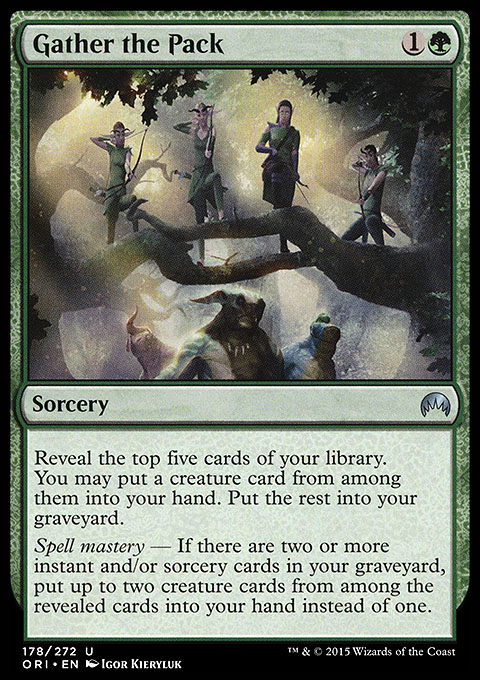 Gather the Pack 1
Sorcery
Reveal the top five cards of your library.
You may put a creature card from among
them into your hand. Put the rest into your
graveyard.
Spell mastery — If there are two or more
instant and/or sorcery cards in your graveyard,
put up to two creature cards from among the
revealed cards into your hand instead of one.
178/272 U
ORI • EN Igor Kieryluk
™ & © 2015 Wizards of the Coast